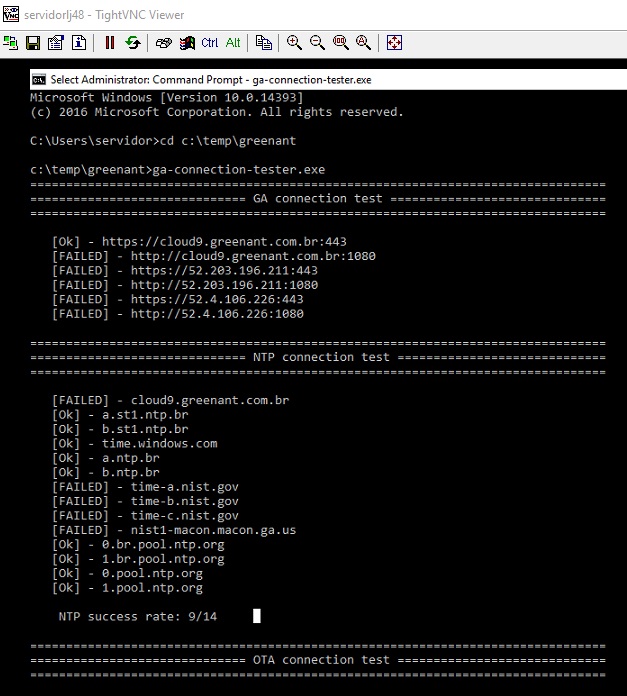 servidorlj48 - TightVNC Viewer
Ctrl Alt
Select Administrator: Command Prompt - ga-connection-tester.exe
Microsoft Windows [Version 10.0.14393]
(c) 2016 Microsoft Corporation. All rights reserved.
C:\Users\servidor>cd c:\temp\greenant
c:\temp\greenant>ga-connection-tester.exe
================================================================================
============================== GA connection test ==============================
================================================================================
[Ok] - https://cloud9.greenant.com.br:443
[FAILED] - http://cloud9.greenant.com.br:1080
[FAILED] - https://52.203.196.211:443
[FAILED] - http://52.203.196.211:1080
[FAILED] - https://52.4.106.226:443
[FAILED] - http://52.4.106.226:1080
================================================================================
============================== NTP connection test =============================
================================================================================
[FAILED] - cloud9.greenant.com.br
[Ok] - a.st1.ntp.br
[Ok] - b.st1.ntp.br
[Ok] - time.windows.com
[Ok] - a.ntp.br
[Ok] - b.ntp.br
[FAILED] - time-a.nist.gov
[FAILED] - time-b.nist.gov
[FAILED] - time-c.nist.gov
[FAILED] - nist1-macon.macon.ga.us
[Ok] - 0.br.pool.ntp.org
[Ok] - 1.br.pool.ntp.org
[Ok] - 0.pool.ntp.org
[Ok] - 1.pool.ntp.org
NTP success rate: 9/14
================================================================================
============================== OTA connection test =============================
================================================================================